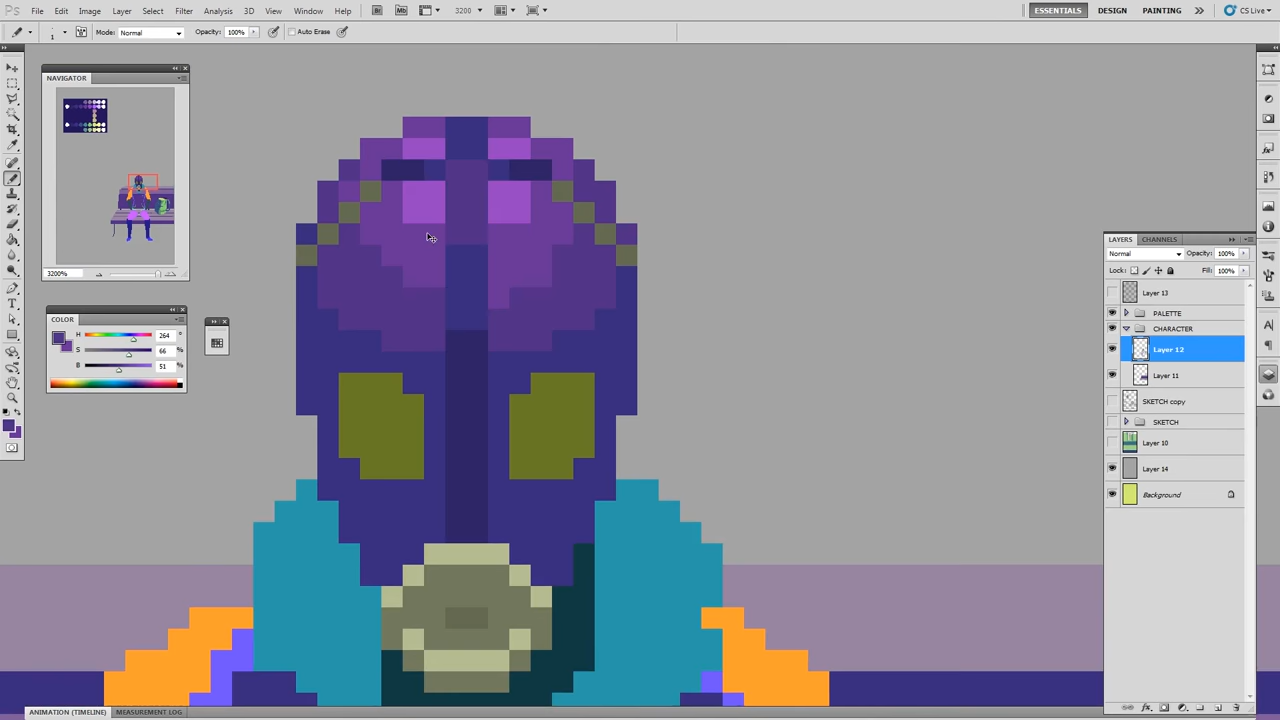 Ps File Edit Image Layer Select Filter Analysis 3D View Window Help Br Mb 3200 ESSENTIALS DESIGN PAINTING CS Live
1 Mode: Normal Opacity: 100% Auto Erase
NAVIGATOR
3200%
COLOR
H 264 °
S 66 %
B 51 %
LAYERS CHANNELS
Normal Opacity: 100%
Lock: Fill: 100%
Layer 13
PALETTE
CHARACTER
Layer 12
Layer 11
SKETCH copy
SKETCH
Layer 10
Layer 14
Background
ANIMATION (TIMELINE) MEASUREMENT LOG